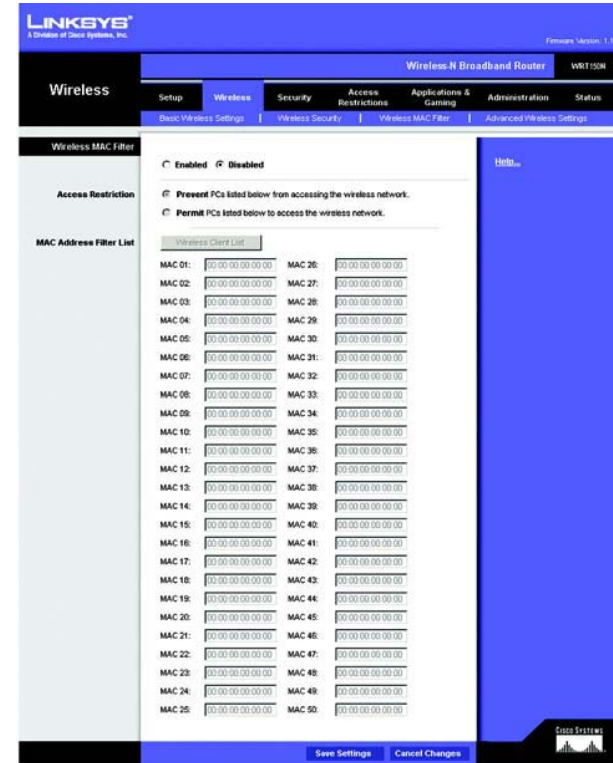 LINKSYS®
A Division of Cisco Systems, Inc.
Firmware Version: 1.1
Wireless-N Broadband Router WRT150N
Wireless
Setup Wireless Security Access Restrictions Applications & Gaming Administration Status
Basic Wireless Settings | Wireless Security | Wireless MAC Filter | Advanced Wireless Settings
Wireless MAC Filter
Enabled Disabled
Help...
Access Restriction
Prevent PCs listed below from accessing the wireless network.
Permit PCs listed below to access the wireless network.
MAC Address Filter List
Wireless Client List
MAC 01: 00:00:00:00:00:00 MAC 26: 00:00:00:00:00:00
MAC 02: 00:00:00:00:00:00 MAC 27: 00:00:00:00:00:00
MAC 03: 00:00:00:00:00:00 MAC 28: 00:00:00:00:00:00
MAC 04: 00:00:00:00:00:00 MAC 29: 00:00:00:00:00:00
MAC 05: 00:00:00:00:00:00 MAC 30: 00:00:00:00:00:00
MAC 06: 00:00:00:00:00:00 MAC 31: 00:00:00:00:00:00
MAC 07: 00:00:00:00:00:00 MAC 32: 00:00:00:00:00:00
MAC 08: 00:00:00:00:00:00 MAC 33: 00:00:00:00:00:00
MAC 09: 00:00:00:00:00:00 MAC 34: 00:00:00:00:00:00
MAC 10: 00:00:00:00:00:00 MAC 35: 00:00:00:00:00:00
MAC 11: 00:00:00:00:00:00 MAC 36: 00:00:00:00:00:00
MAC 12: 00:00:00:00:00:00 MAC 37: 00:00:00:00:00:00
MAC 13: 00:00:00:00:00:00 MAC 38: 00:00:00:00:00:00
MAC 14: 00:00:00:00:00:00 MAC 39: 00:00:00:00:00:00
MAC 15: 00:00:00:00:00:00 MAC 40: 00:00:00:00:00:00
MAC 16: 00:00:00:00:00:00 MAC 41: 00:00:00:00:00:00
MAC 17: 00:00:00:00:00:00 MAC 42: 00:00:00:00:00:00
MAC 18: 00:00:00:00:00:00 MAC 43: 00:00:00:00:00:00
MAC 19: 00:00:00:00:00:00 MAC 44: 00:00:00:00:00:00
MAC 20: 00:00:00:00:00:00 MAC 45: 00:00:00:00:00:00
MAC 21: 00:00:00:00:00:00 MAC 46: 00:00:00:00:00:00
MAC 22: 00:00:00:00:00:00 MAC 47: 00:00:00:00:00:00
MAC 23: 00:00:00:00:00:00 MAC 48: 00:00:00:00:00:00
MAC 24: 00:00:00:00:00:00 MAC 49: 00:00:00:00:00:00
MAC 25: 00:00:00:00:00:00 MAC 50: 00:00:00:00:00:00
CISCO SYSTEMS
Save Settings Cancel Changes